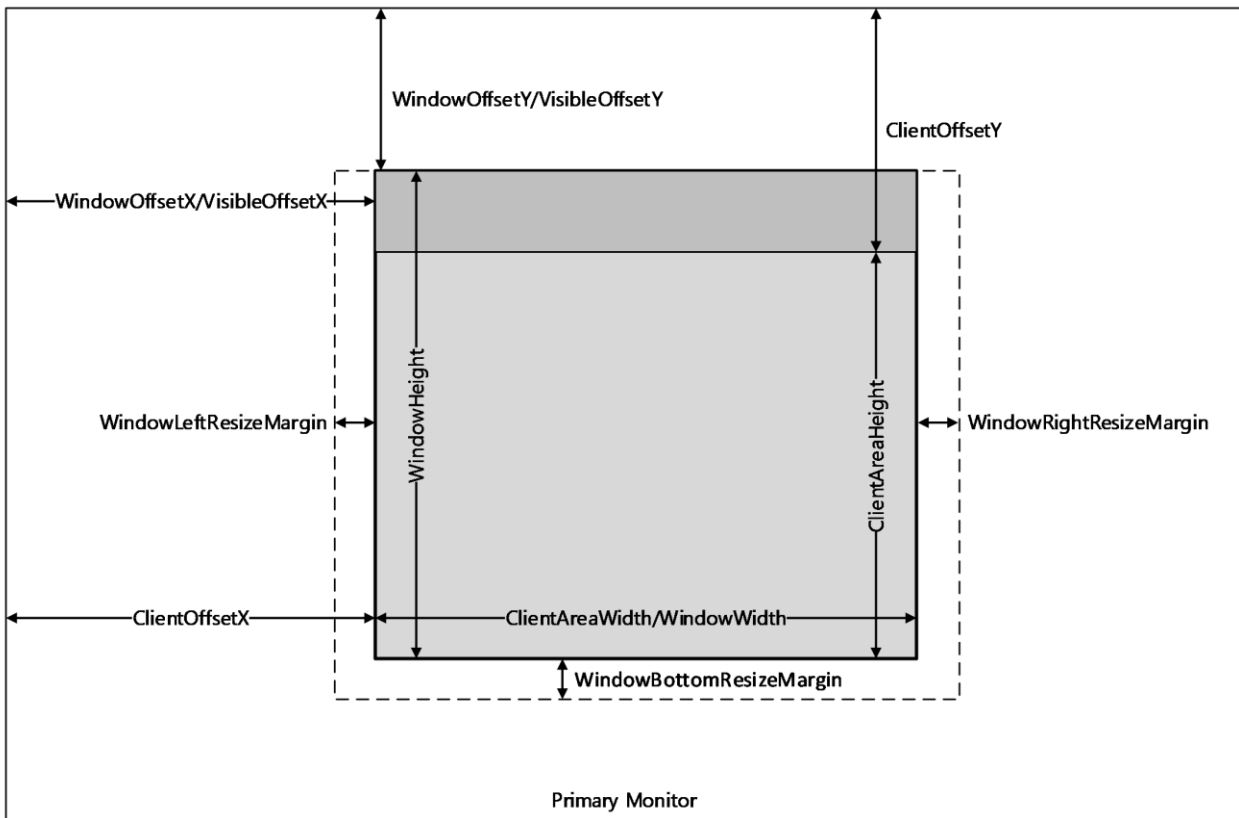 WindowOffsetY/VisibleOffsetY
ClientOffsetY
WindowOffsetX/VisibleOffsetX
WindowHeight
ClientAreaHeight
WindowLeftResizeMargin
WindowRightResizeMargin
ClientOffsetX
ClientAreaWidth/WindowWidth
WindowBottomResizeMargin
Primary Monitor